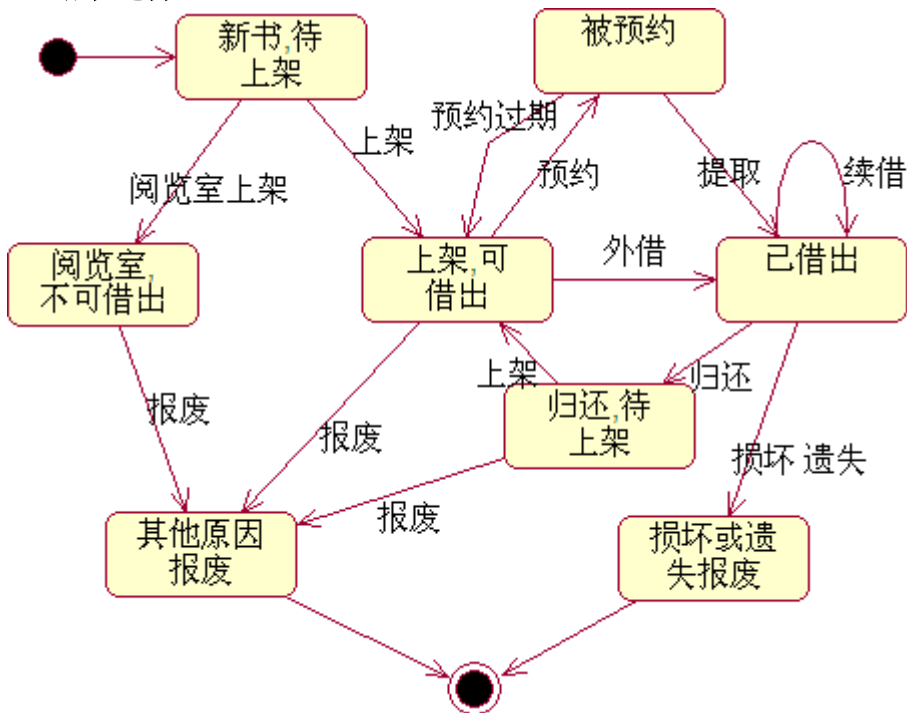 新书,待
上架
被预约
预约过期
上架
阅览室上架
预约
提取
续借
阅览室,
不可借出
上架,可
借出
外借
已借出
上架
归还
归还,待
上架
报废
报废
损坏 遗失
报废
其他原因
报废
损坏或遗
失报废